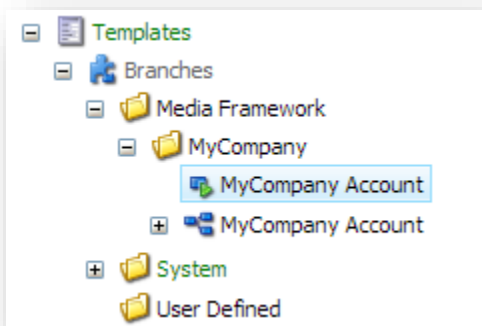 Templates
Branches
Media Framework
MyCompany
MyCompany Account
MyCompany Account
System
User Defined